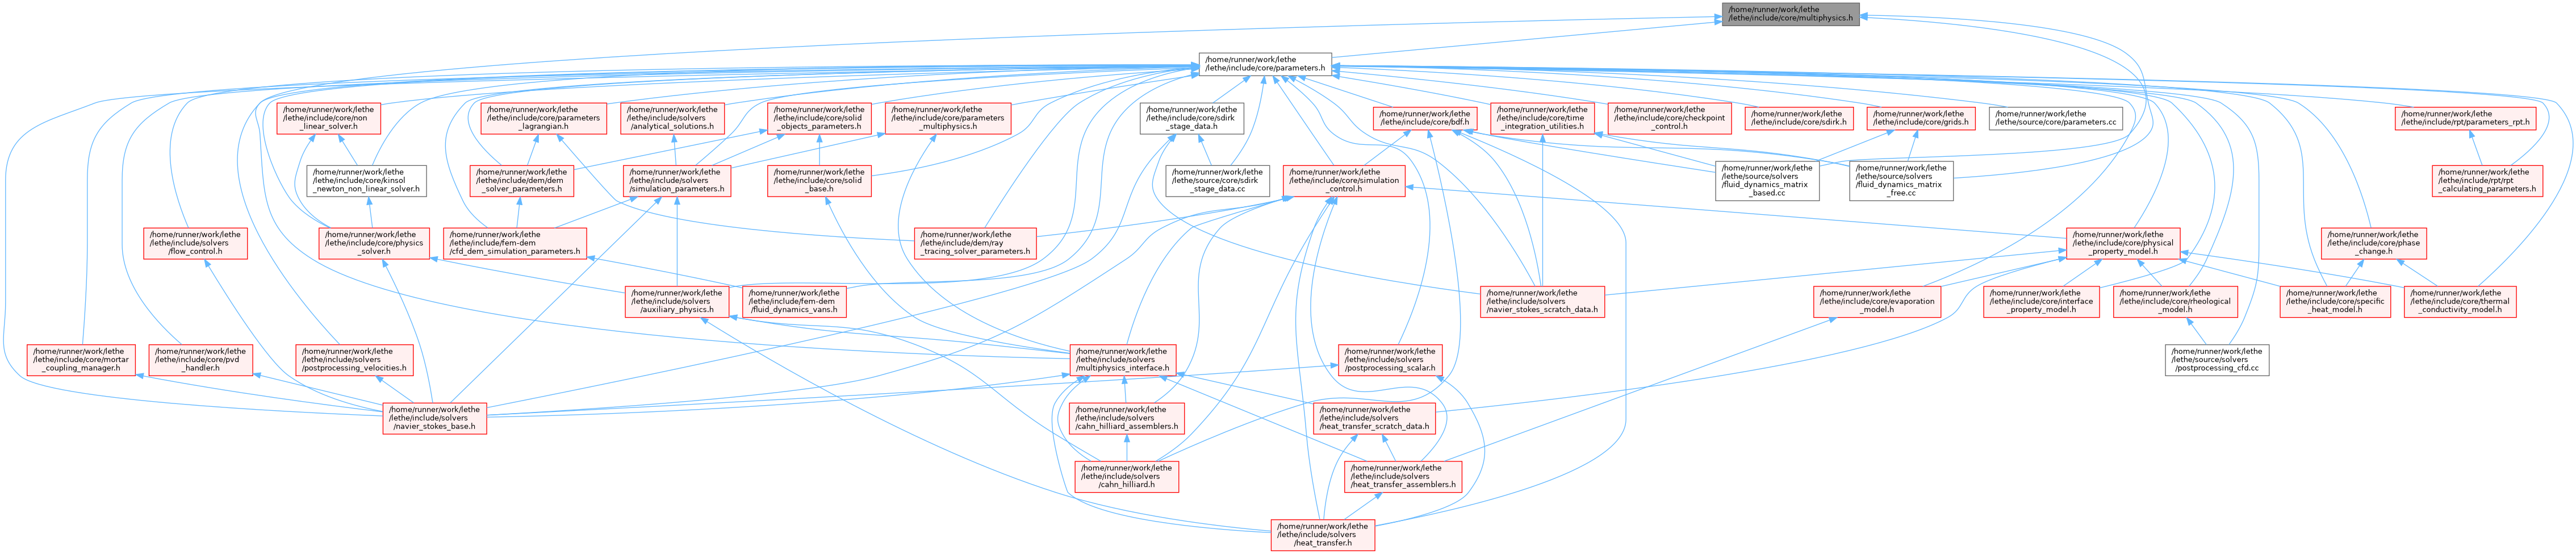 /home/runner/work/lethe
/lethe/include/core/multiphysics.h
/home/runner/work/lethe
/lethe/include/core/parameters.h
/home/runner/work/lethe
/lethe/include/core/non
_linear_solver.h
/home/runner/work/lethe
/lethe/include/core/parameters
_lagrangian.h
/home/runner/work/lethe
/lethe/include/solvers
/analytical_solutions.h
/home/runner/work/lethe
/lethe/include/core/solid
_objects_parameters.h
/home/runner/work/lethe
/lethe/include/core/parameters
_multiphysics.h
/home/runner/work/lethe
/lethe/include/core/sdirk
_stage_data.h
/home/runner/work/lethe
/lethe/include/core/bdf.h
/home/runner/work/lethe
/lethe/include/core/time
_integration_utilities.h
/home/runner/work/lethe
/lethe/include/core/checkpoint
_control.h
/home/runner/work/lethe
/lethe/include/core/sdirk.h
/home/runner/work/lethe
/lethe/include/core/grids.h
/home/runner/work/lethe
/lethe/source/core/parameters.cc
/home/runner/work/lethe
/lethe/include/rpt/parameters_rpt.h
/home/runner/work/lethe
/lethe/include/core/kinsol
_newton_non_linear_solver.h
/home/runner/work/lethe
/lethe/include/dem/dem
_solver_parameters.h
/home/runner/work/lethe
/lethe/include/solvers
/simulation_parameters.h
/home/runner/work/lethe
/lethe/include/core/solid
_base.h
/home/runner/work/lethe
/lethe/source/core/sdirk
_stage_data.cc
/home/runner/work/lethe
/lethe/include/core/simulation
_control.h
/home/runner/work/lethe
/lethe/source/solvers
/fluid_dynamics_matrix
_based.cc
/home/runner/work/lethe
/lethe/source/solvers
/fluid_dynamics_matrix
_free.cc
/home/runner/work/lethe
/lethe/include/rpt/rpt
_calculating_parameters.h
/home/runner/work/lethe
/lethe/include/solvers
/flow_control.h
/home/runner/work/lethe
/lethe/include/core/physics
_solver.h
/home/runner/work/lethe
/lethe/include/fem-dem
/cfd_dem_simulation_parameters.h
/home/runner/work/lethe
/lethe/include/dem/ray
_tracing_solver_parameters.h
/home/runner/work/lethe
/lethe/include/core/physical
_property_model.h
/home/runner/work/lethe
/lethe/include/core/phase
_change.h
/home/runner/work/lethe
/lethe/include/solvers
/auxiliary_physics.h
/home/runner/work/lethe
/lethe/include/fem-dem
/fluid_dynamics_vans.h
/home/runner/work/lethe
/lethe/include/solvers
/navier_stokes_scratch_data.h
/home/runner/work/lethe
/lethe/include/core/evaporation
_model.h
/home/runner/work/lethe
/lethe/include/core/interface
_property_model.h
/home/runner/work/lethe
/lethe/include/core/rheological
_model.h
/home/runner/work/lethe
/lethe/include/core/specific
_heat_model.h
/home/runner/work/lethe
/lethe/include/core/thermal
_conductivity_model.h
/home/runner/work/lethe
/lethe/include/core/mortar
_coupling_manager.h
/home/runner/work/lethe
/lethe/include/core/pvd
_handler.h
/home/runner/work/lethe
/lethe/include/solvers
/postprocessing_velocities.h
/home/runner/work/lethe
/lethe/include/solvers
/multiphysics_interface.h
/home/runner/work/lethe
/lethe/include/solvers
/postprocessing_scalar.h
/home/runner/work/lethe
/lethe/source/solvers
/postprocessing_cfd.cc
/home/runner/work/lethe
/lethe/include/solvers
/navier_stokes_base.h
/home/runner/work/lethe
/lethe/include/solvers
/cahn_hilliard_assemblers.h
/home/runner/work/lethe
/lethe/include/solvers
/heat_transfer_scratch_data.h
/home/runner/work/lethe
/lethe/include/solvers
/cahn_hilliard.h
/home/runner/work/lethe
/lethe/include/solvers
/heat_transfer_assemblers.h
/home/runner/work/lethe
/lethe/include/solvers
/heat_transfer.h